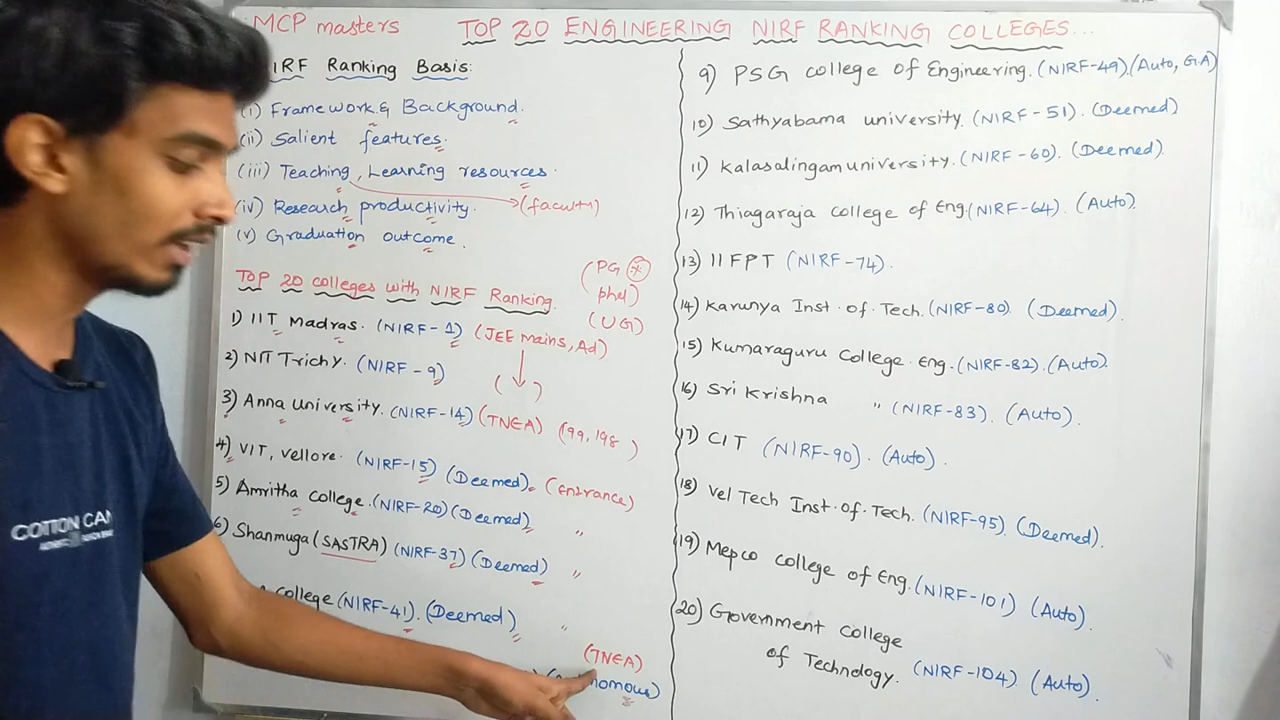 MCP masters TOP 20 ENGINEERING NIRF RANKING COLLEGES...
IRF Ranking Basis:
(i) Framework & Background.
(ii) Salient features.
(iii) Teaching, Learning resources.
(faculty)
(iv) Research productivity.
(v) Graduation outcome.
TOP 20 colleges with NIRF Ranking.
(PG
phd)
(UG)
1) IIT Madras. (NIRF-1) (JEE mains, Ad)
2) NIT Trichy. (NIRF-9)
( )
3) Anna University. (NIRF-14) (TNEA) (99, 198 )
4) VIT, Vellore. (NIRF-15) (Deemed). (entrance)
5) Amritha college. (NIRF-20) (Deemed) "
6) Shanmuga (SASTRA) (NIRF-37) (Deemed) "
college (NIRF-41). (Deemed) "
(TNEA)
nomous)
9) PSG college of Engineering. (NIRF-49) (Auto, G.A)
10) Sathyabama university. (NIRF-51). (Deemed)
11) Kalasalingam university. (NIRF-60). (Deemed).
12) Thiagaraja college of Eng. (NIRF-64). (Auto).
13) IIFPT (NIRF-74).
14) Karunya Inst. of. Tech. (NIRF-80). (Deemed).
15) Kumaraguru College. Eng. (NIRF-82). (Auto).
16) Sri Krishna " (NIRF-83). (Auto).
17) CIT (NIRF-90). (Auto).
18) Vel Tech Inst. of. Tech. (NIRF-95) (Deemed).
19) Mepco college of Eng. (NIRF-101) (Auto).
20) Government college
of Technology. (NIRF-104) (Auto).
COTTON CAN